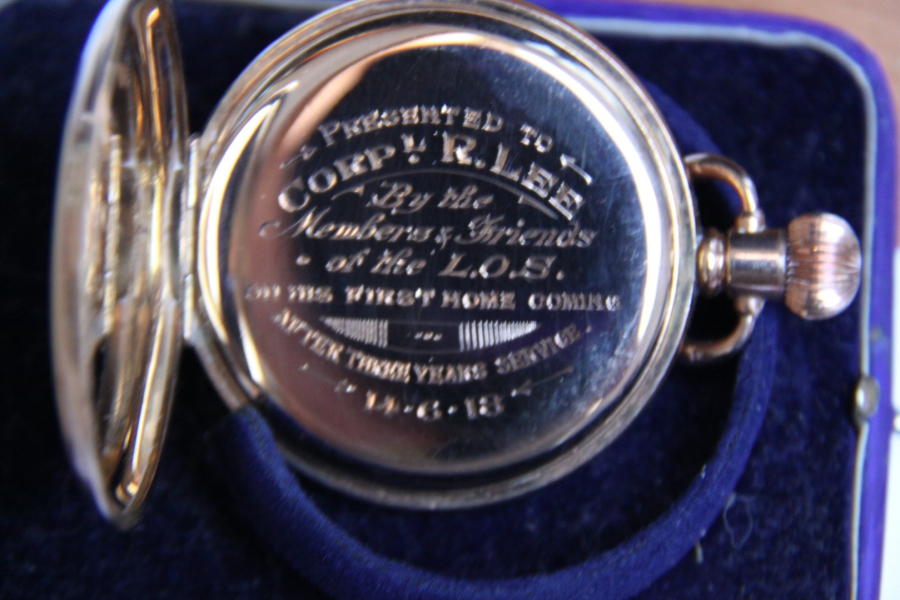 PRESENTED TO
CORPL R. LEE
By the
Members & Friends
of the L.O.S.
ON HIS FIRST HOME COMING
AFTER THREE YEARS SERVICE.
14·6·18